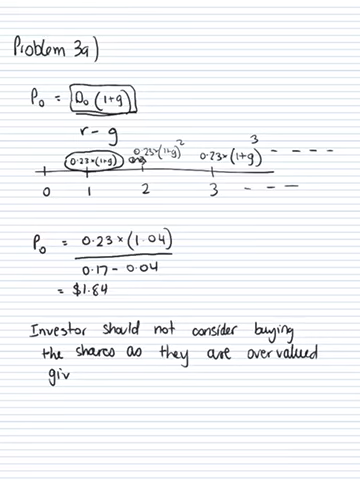 Problem 3a)
P₀ = D₀ (1+g)
r - g
0.23×(1+g) 0.23×(1+g)² 0.23×(1+g)³ - - - -
0 1 2 3 - - -
P₀ = 0.23 × (1.04)
0.17 - 0.04
= $1.84
Investor should not consider buying
the shares as they are overvalued
giv